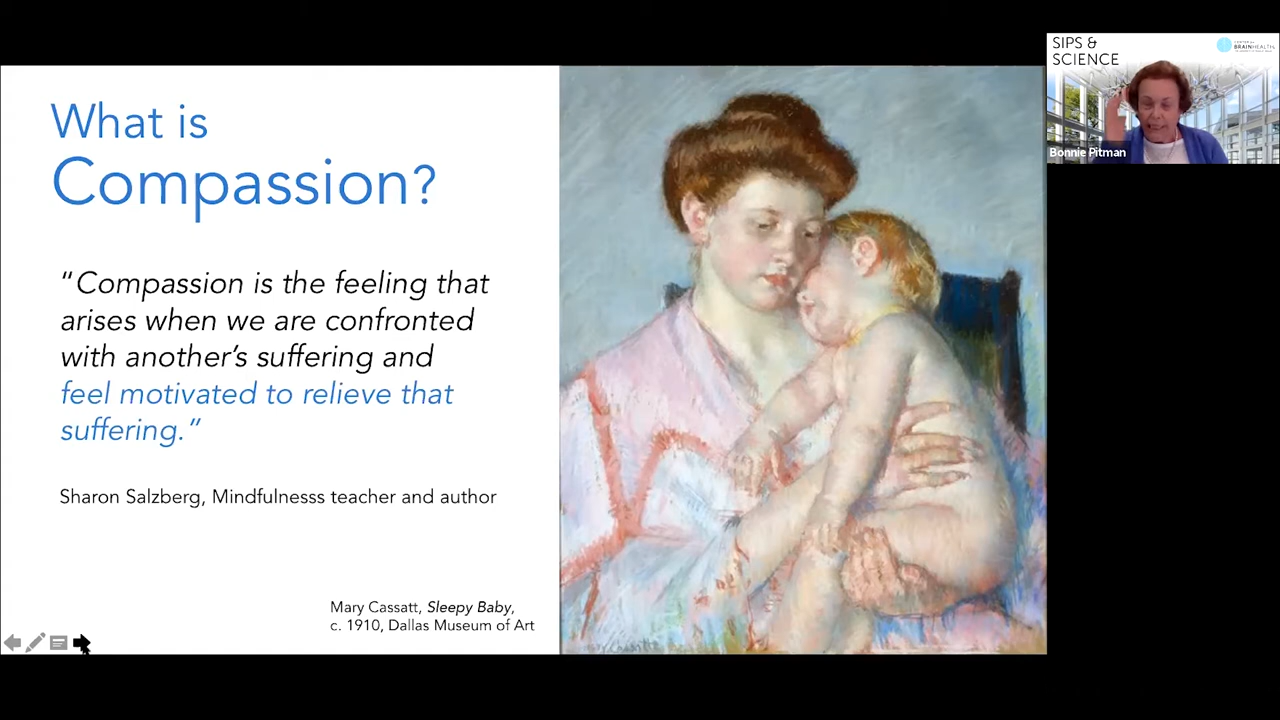 What is
Compassion?
“Compassion is the feeling that
arises when we are confronted
with another’s suffering and
feel motivated to relieve that
suffering.”
Sharon Salzberg, Mindfulnesss teacher and author
Mary Cassatt, Sleepy Baby,
c. 1910, Dallas Museum of Art
SIPS &
SCIENCE
BRAINHEALTH
Bonnie Pitman